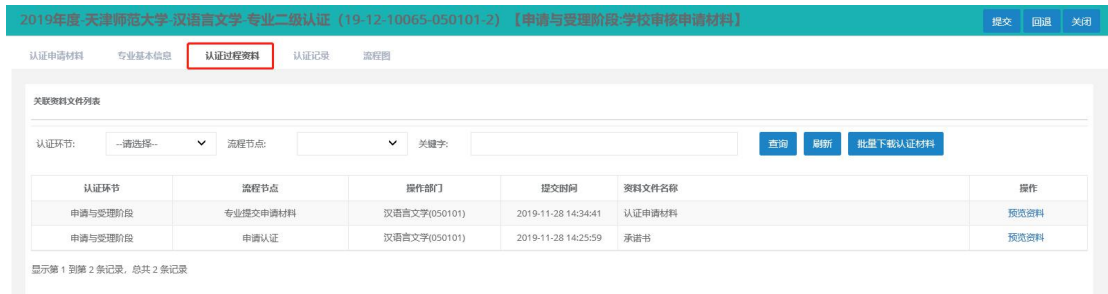 2019年度-天津师范大学-汉语言文学-专业二级认证（19-12-10065-050101-2）【申请与受理阶段:学校审核申请材料】 提交 回退 关闭
认证申请材料 专业基本信息 认证过程资料 认证记录 流程图
关联资料文件列表
认证环节: --请选择-- 流程节点: 关键字: 查询 刷新 批量下载认证材料
认证环节 流程节点 操作部门 提交时间 资料文件名称 操作
申请与受理阶段 专业提交申请材料 汉语言文学(050101) 2019-11-28 14:34:41 认证申请材料 预览资料
申请与受理阶段 申请认证 汉语言文学(050101) 2019-11-28 14:25:59 承诺书 预览资料
显示第 1 到第 2 条记录，总共 2 条记录